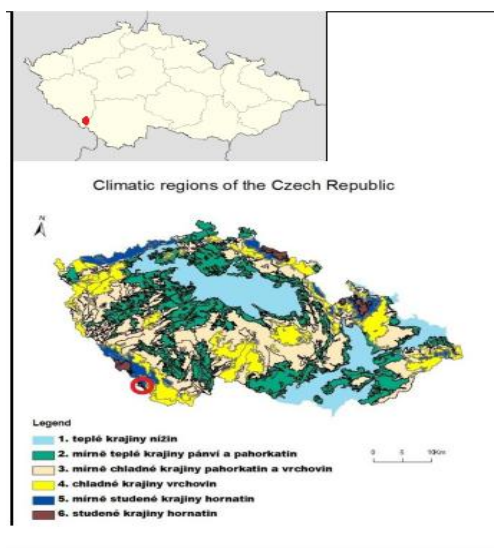 Climatic regions of the Czech Republic
N
Legend
1. teplé krajiny nížin
2. mírně teplé krajiny pánví a pahorkatin
3. mírně chladné krajiny pahorkatin a vrchovin
0 5 10Km
4. chladné krajiny vrchovin
5. mírně studené krajiny hornatin
6. studené krajiny hornatin